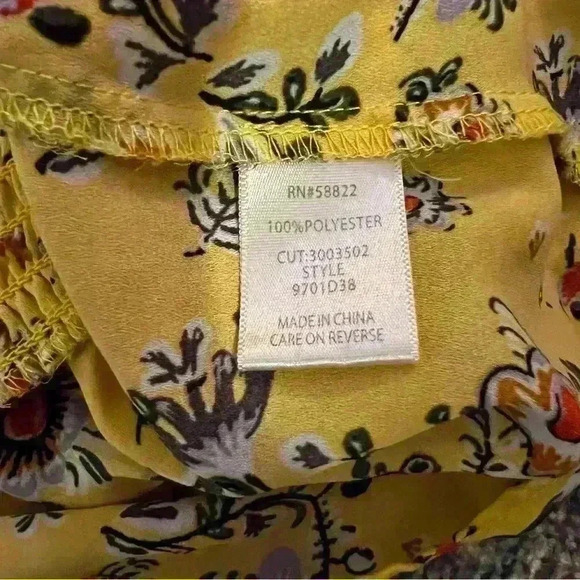 RN#58822
100%POLYESTER
CUT:3003502
STYLE
9701D38
MADE IN CHINA
CARE ON REVERSE